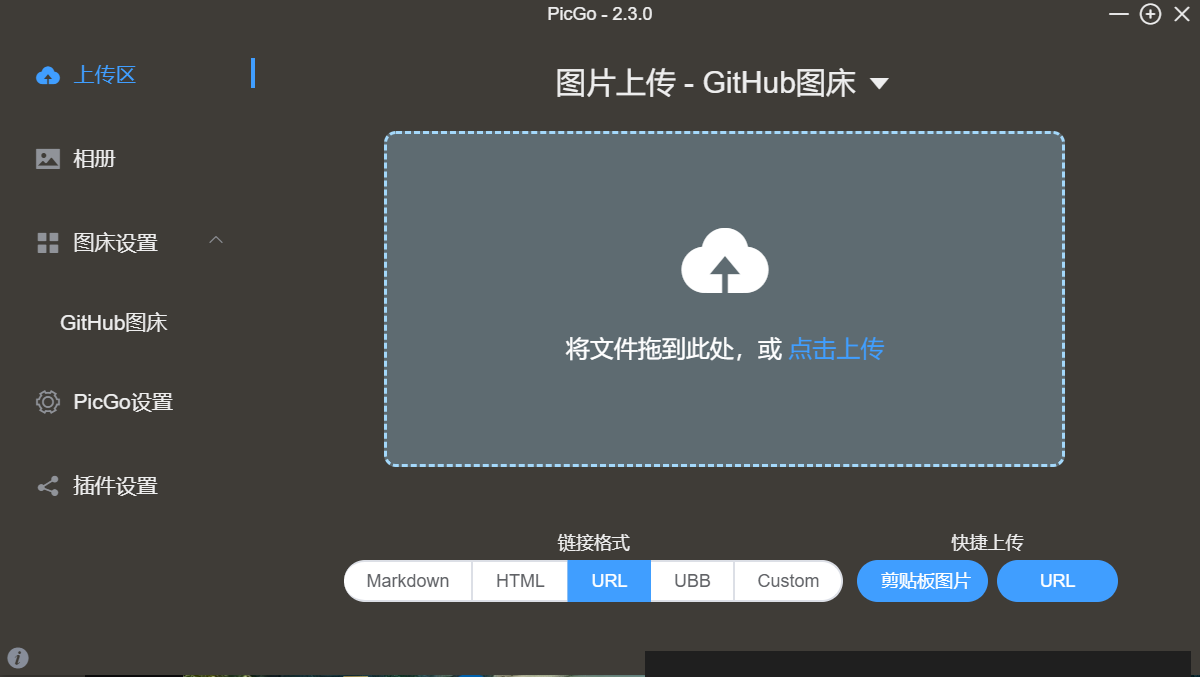 PicGo - 2.3.0
上传区
相册
图床设置
GitHub图床
PicGo设置
插件设置
图片上传 - GitHub图床
将文件拖到此处，或 点击上传
链接格式
Markdown HTML URL UBB Custom
快捷上传
剪贴板图片 URL